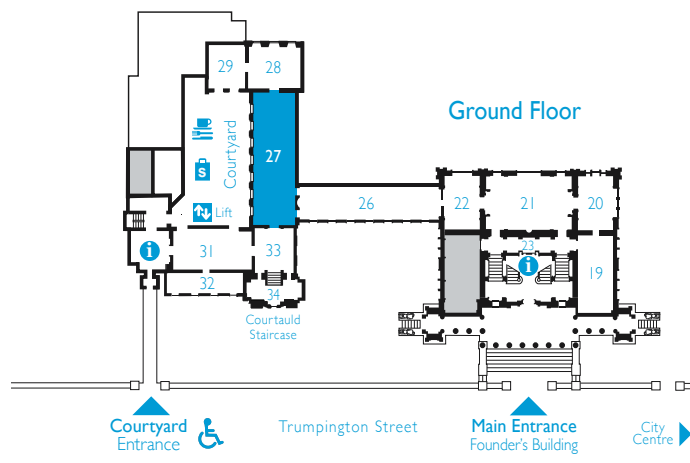 29
28
Ground Floor
Courtyard
S
27
26
22
21
20
Lift
i
31
33
23
i
19
32
34
Courtauld
Staircase
Courtyard
Entrance
Trumpington Street
Main Entrance
Founder's Building
City
Centre